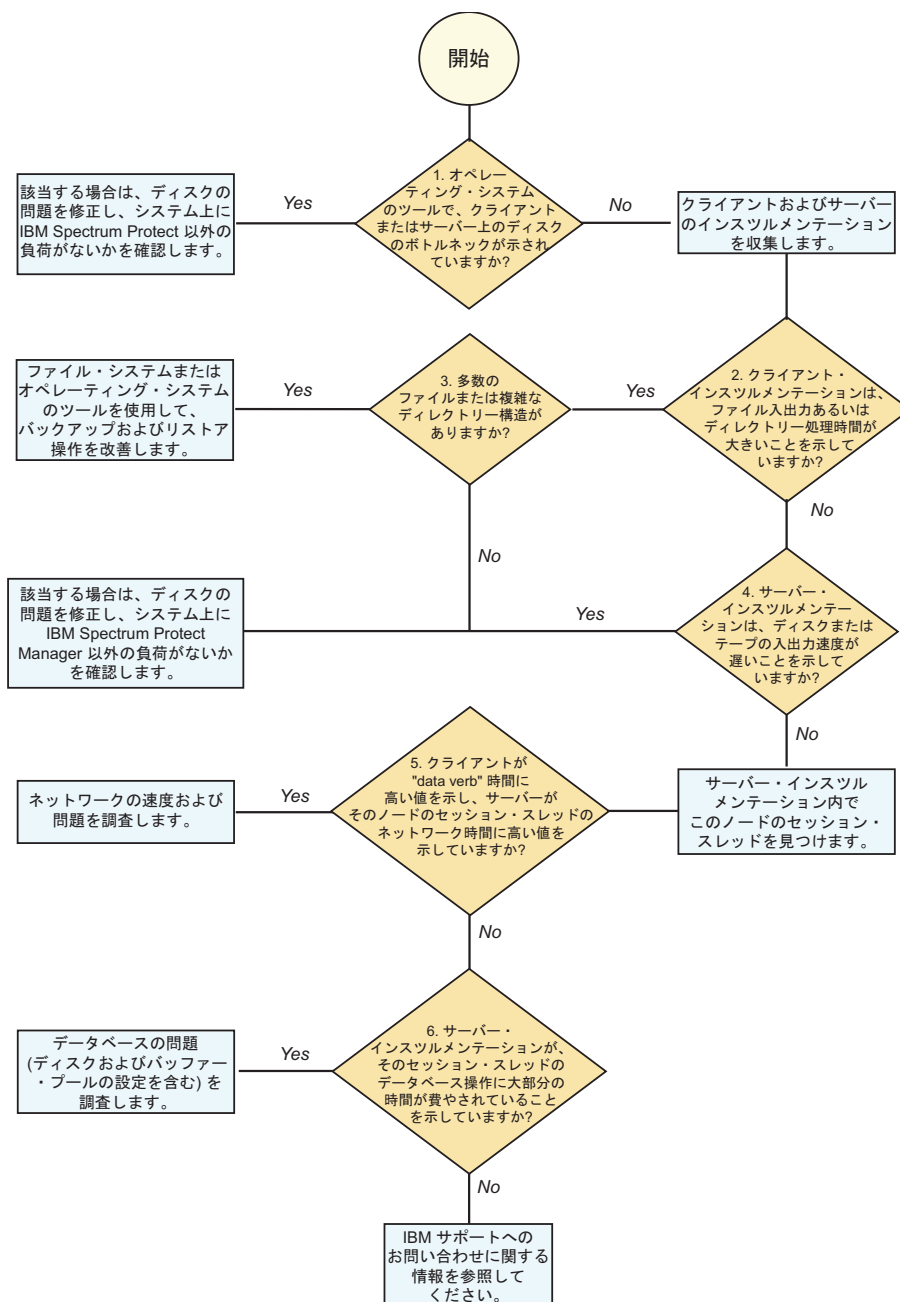 開始
1. オペレー
ティング・システム
のツールで、クライアント
またはサーバー上のディスク
のボトルネックが示され
ていますか?
Yes
No
該当する場合は、ディスクの
問題を修正し、システム上に
IBM Spectrum Protect 以外の
負荷がないかを確認します。
クライアントおよびサーバー
のインスツルメンテーション
を収集します。
2. クライアント・
インスツルメンテーションは、
ファイル入出力あるいは
ディレクトリー処理時間が
大きいことを示して
いますか?
Yes
No
3. 多数の
ファイルまたは複雑な
ディレクトリー構造が
ありますか?
Yes
No
ファイル・システムまたは
オペレーティング・システム
のツールを使用して、
バックアップおよびリストア
操作を改善します。
4. サーバー・
インスツルメンテー
ションは、ディスクまたは
テープの入出力速度が
遅いことを示して
いますか?
Yes
No
該当する場合は、ディスクの
問題を修正し、システム上に
IBM Spectrum Protect
Manager 以外の負荷がないか
を確認します。
サーバー・インスツル
メンテーション内で
このノードのセッション・
スレッドを見つけます。
5. クライアントが
"data verb" 時間に
高い値を示し、サーバーが
そのノードのセッション・スレッドの
ネットワーク時間に高い値を
示していますか?
Yes
No
ネットワークの速度および
問題を調査します。
6. サーバー・
インスツルメンテーションが、
そのセッション・スレッドの
データベース操作に大部分の
時間が費やされていること
を示していますか?
Yes
No
データベースの問題
(ディスクおよびバッファー
・プールの設定を含む) を
調査します。
IBM サポートへの
お問い合わせに関する
情報を参照して
ください。